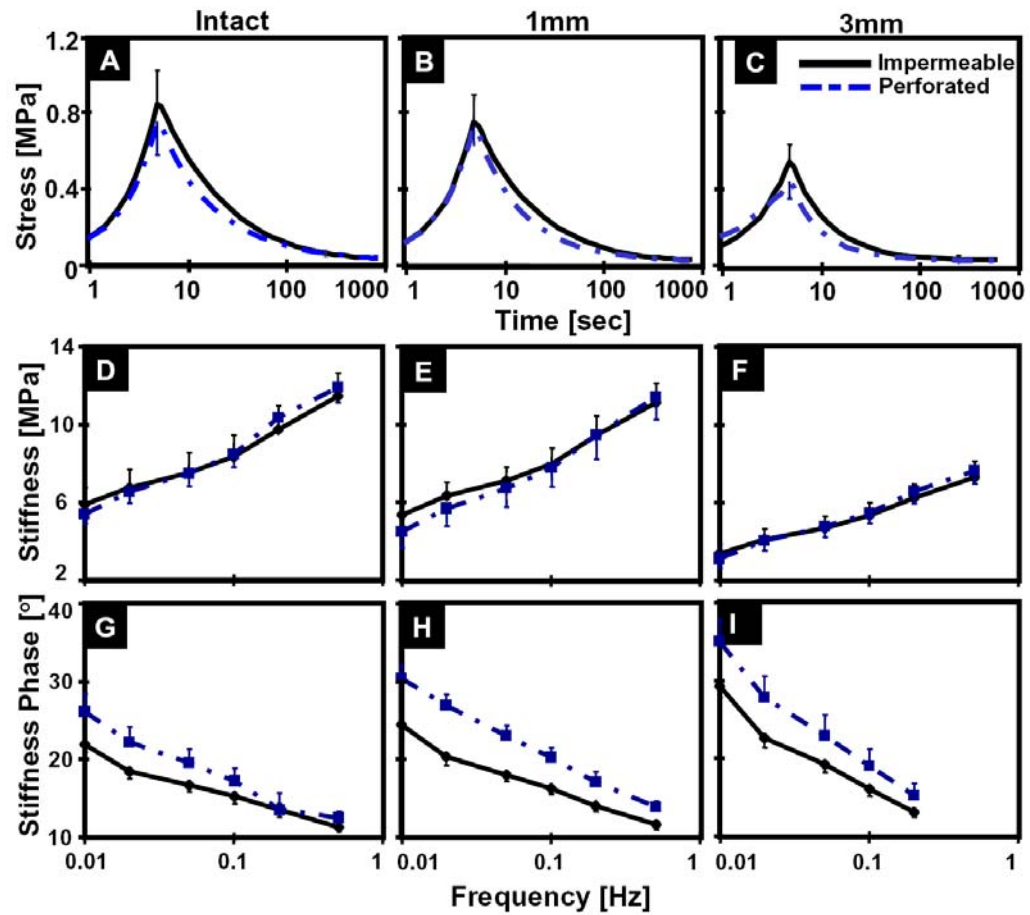 Intact 1mm 3mm
1.2 A B C Impermeable
Perforated
0.8
0.4
0
Stress [MPa]
1 10 100 1000 1 10 100 1000 1 10 100 1000
Time [sec]
14 D E F
10
6
2
Stiffness [MPa]
40 G H I
30
20
10
Stiffness Phase [°]
0.01 0.1 1 0.01 0.1 1 0.01 0.1 1
Frequency [Hz]